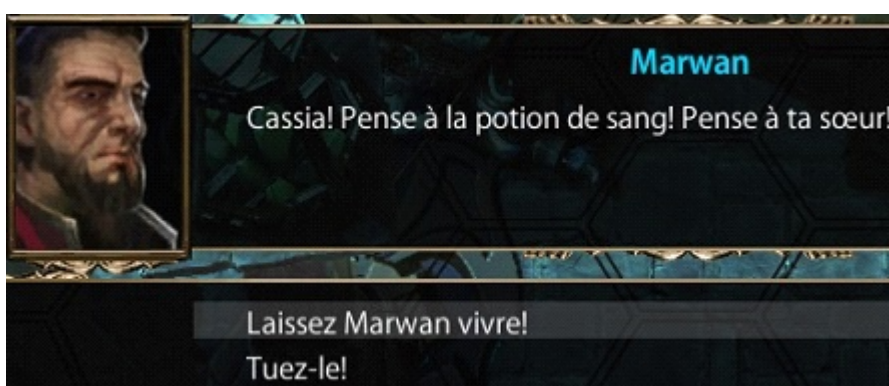 Marwan
Cassia! Pense à la potion de sang! Pense à ta sœur!
Laissez Marwan vivre!
Tuez-le!